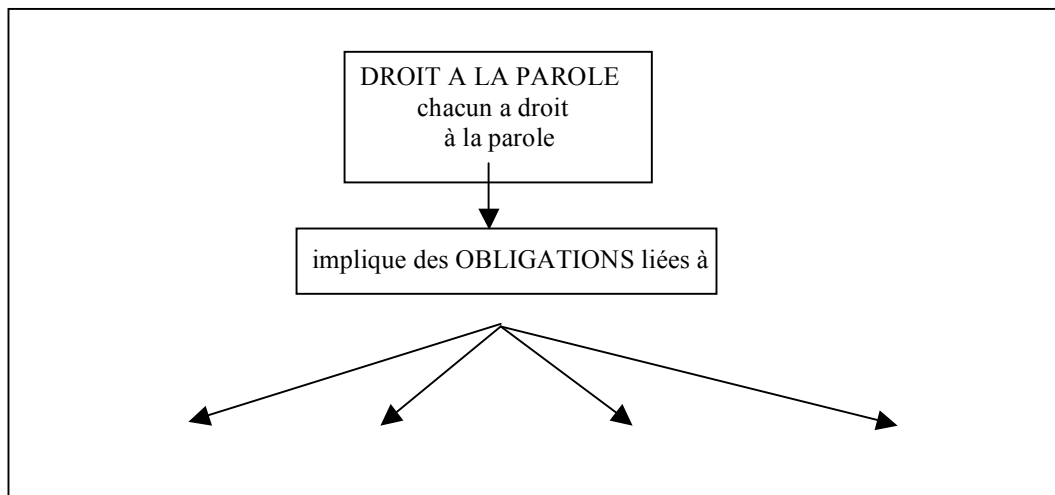 DROIT A LA PAROLE
chacun a droit
à la parole
implique des OBLIGATIONS liées à